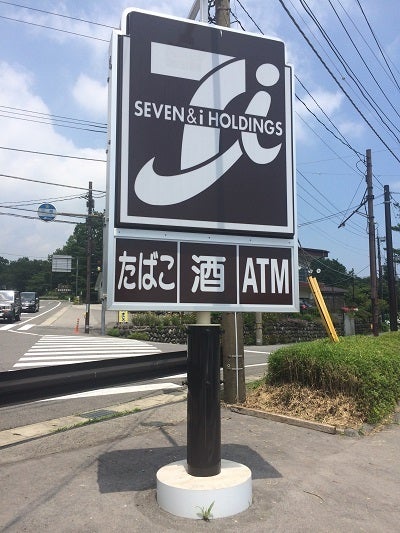 SEVEN & i HOLDINGS
たばこ 酒 ATM